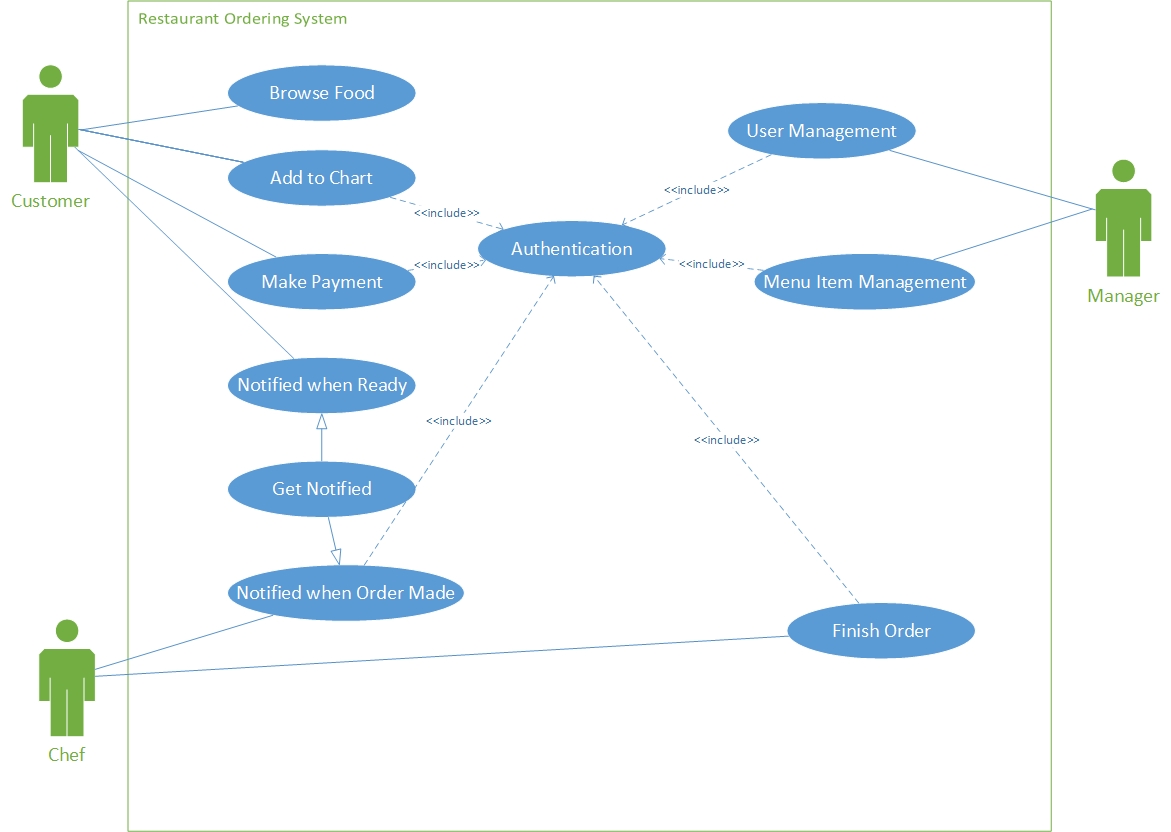 Restaurant Ordering System
Browse Food
User Management
Add to Chart
<<include>>
Customer
<<include>>
Authentication
<<include>>
<<include>>
Make Payment
Menu Item Management
Manager
Notified when Ready
<<include>>
<<include>>
Get Notified
Notified when Order Made
Finish Order
Chef